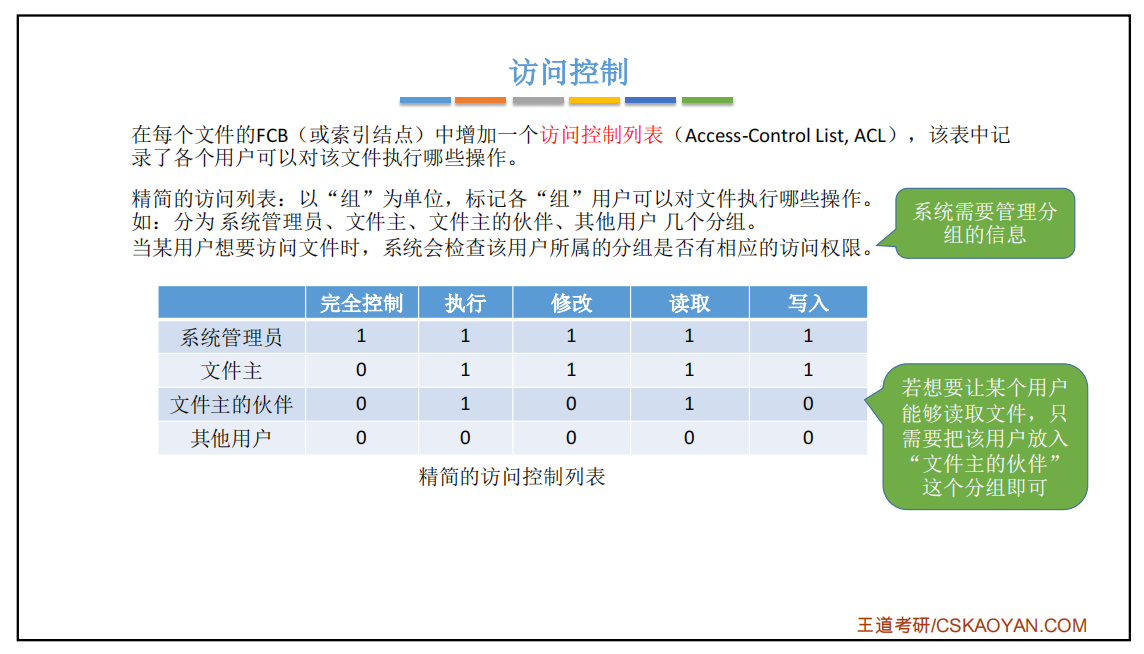 访问控制
在每个文件的FCB（或索引结点）中增加一个访问控制列表（Access-Control List, ACL），该表中记
录了各个用户可以对该文件执行哪些操作。
精简的访问列表：以“组”为单位，标记各“组”用户可以对文件执行哪些操作。
如：分为 系统管理员、文件主、文件主的伙伴、其他用户 几个分组。
当某用户想要访问文件时，系统会检查该用户所属的分组是否有相应的访问权限。
系统需要管理分
组的信息
完全控制 执行 修改 读取 写入
系统管理员 1 1 1 1 1
文件主 0 1 1 1 1
文件主的伙伴 0 1 0 1 0
其他用户 0 0 0 0 0
精简的访问控制列表
若想要让某个用户
能够读取文件，只
需要把该用户放入
“文件主的伙伴”
这个分组即可
王道考研/CSKAOYAN.COM